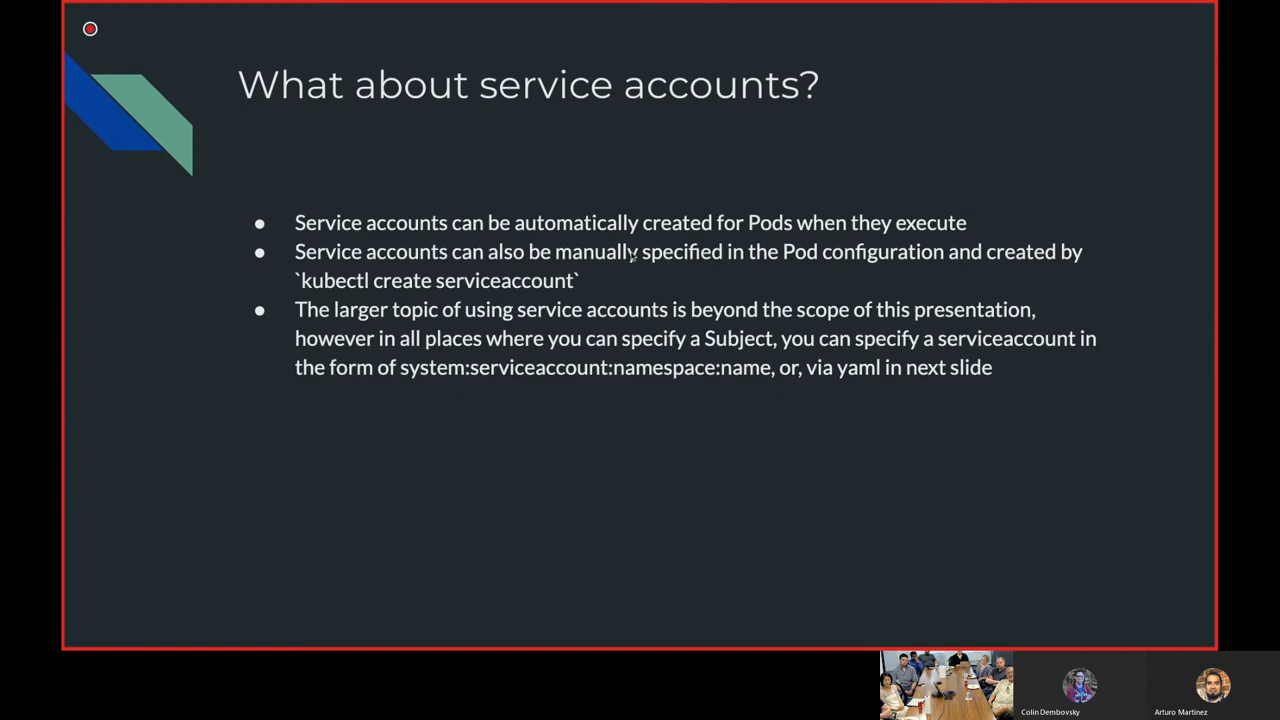 What about service accounts?
● Service accounts can be automatically created for Pods when they execute
● Service accounts can also be manually specified in the Pod configuration and created by
`kubectl create serviceaccount`
● The larger topic of using service accounts is beyond the scope of this presentation,
however in all places where you can specify a Subject, you can specify a serviceaccount in
the form of system:serviceaccount:namespace:name, or, via yaml in next slide
Colin Dembovsky
Arturo Martinez